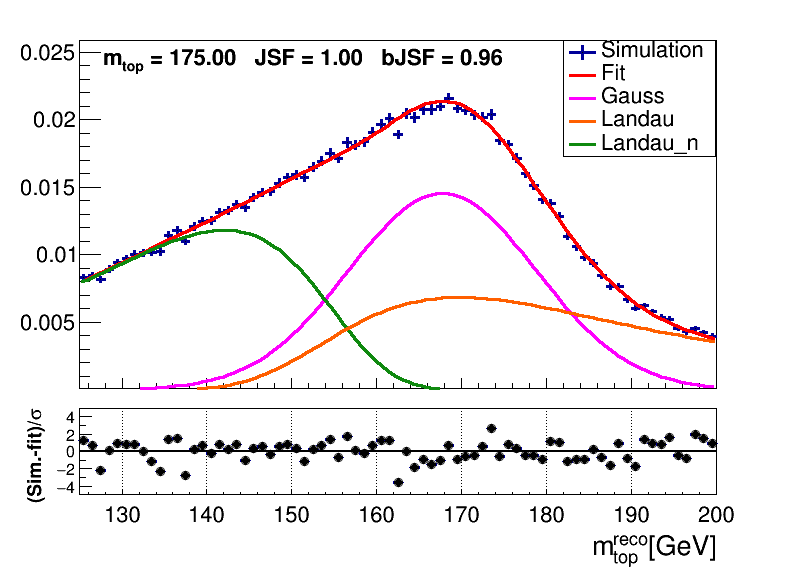 m_top = 175.00 JSF = 1.00 bJSF = 0.96
Simulation
Fit
Gauss
Landau
Landau_n
0.025
0.02
0.015
0.01
0.005
(Sim.-fit)/σ
4
2
0
−2
−4
130 140 150 160 170 180 190 200
m_top^reco[GeV]